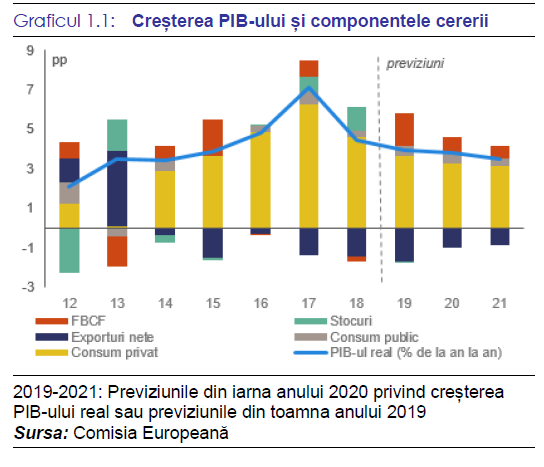 Graficul 1.1: Creșterea PIB-ului și componentele cererii
9
pp
previziuni
7
5
3
1
-1
-3
12 13 14 15 16 17 18 19 20 21
FBCF Stocuri
Exporturi nete Consum public
Consum privat PIB-ul real (% de la an la an)
2019-2021: Previziunile din iarna anului 2020 privind creșterea
PIB-ului real sau previziunile din toamna anului 2019
Sursa: Comisia Europeană